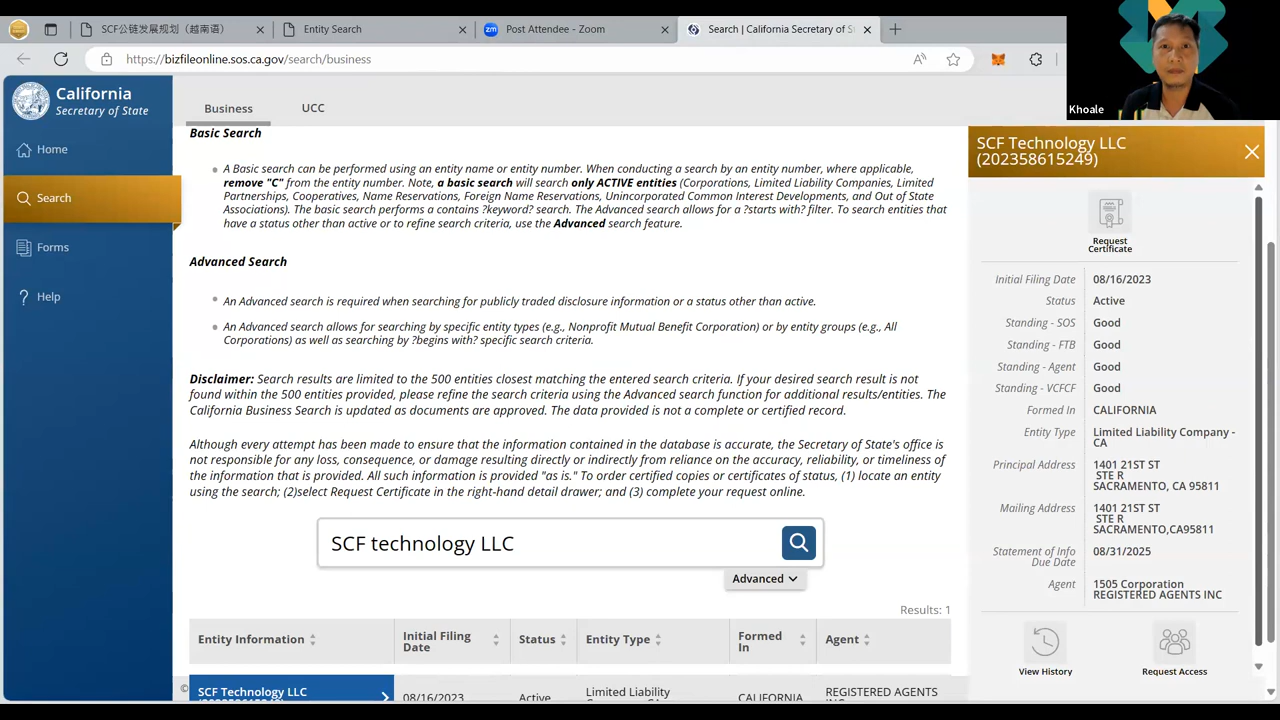 SCF公链发展规划（越南语）
Entity Search
zm Post Attendee - Zoom
Search | California Secretary of S
https://bizfileonline.sos.ca.gov/search/business
Khoale
California
Secretary of State
Home
Search
Forms
Help
Business
UCC
Basic Search
A Basic search can be performed using an entity name or entity number. When conducting a search by an entity number, where applicable,
remove "C" from the entity number. Note, a basic search will search only ACTIVE entities (Corporations, Limited Liability Companies, Limited
Partnerships, Cooperatives, Name Reservations, Foreign Name Reservations, Unincorporated Common Interest Developments, and Out of State
Associations). The basic search performs a contains ?keyword? search. The Advanced search allows for a ?starts with? filter. To search entities that
have a status other than active or to refine search criteria, use the Advanced search feature.
Advanced Search
An Advanced search is required when searching for publicly traded disclosure information or a status other than active.
An Advanced search allows for searching by specific entity types (e.g., Nonprofit Mutual Benefit Corporation) or by entity groups (e.g., All
Corporations) as well as searching by ?begins with? specific search criteria.
Disclaimer: Search results are limited to the 500 entities closest matching the entered search criteria. If your desired search result is not
found within the 500 entities provided, please refine the search criteria using the Advanced search function for additional results/entities. The
California Business Search is updated as documents are approved. The data provided is not a complete or certified record.
Although every attempt has been made to ensure that the information contained in the database is accurate, the Secretary of State's office is
not responsible for any loss, consequence, or damage resulting directly or indirectly from reliance on the accuracy, reliability, or timeliness of
the information that is provided. All such information is provided "as is." To order certified copies or certificates of status, (1) locate an entity
using the search; (2)select Request Certificate in the right-hand detail drawer; and (3) complete your request online.
SCF technology LLC
Advanced
Results: 1
Entity Information
Initial Filing
Date
Status
Entity Type
Formed
In
Agent
SCF Technology LLC
08/16/2023
Active
Limited Liability
CALIFORNIA
REGISTERED AGENTS
SCF Technology LLC
(202358615249)
Request
Certificate
Initial Filing Date 08/16/2023
Status Active
Standing - SOS Good
Standing - FTB Good
Standing - Agent Good
Standing - VCFCF Good
Formed In CALIFORNIA
Entity Type Limited Liability Company -
CA
Principal Address 1401 21ST ST
STE R
SACRAMENTO, CA 95811
Mailing Address 1401 21ST ST
STE R
SACRAMENTO,CA95811
Statement of Info 08/31/2025
Due Date
Agent 1505 Corporation
REGISTERED AGENTS INC
View History
Request Access